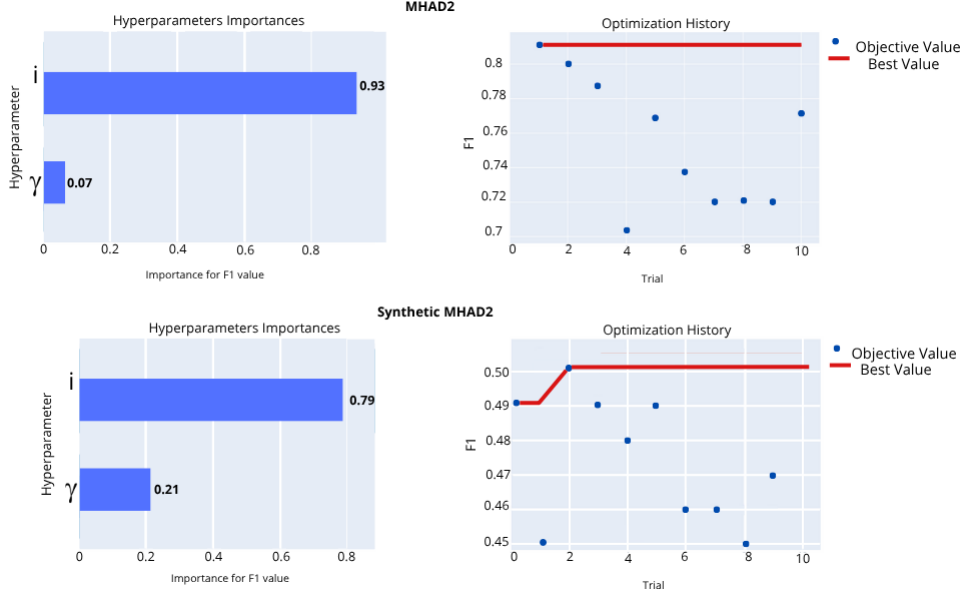 MHAD2
Hyperparameters Importances
Hyperparameter
i
0.93
γ
0.07
0 0.2 0.4 0.6 0.8
Importance for F1 value
Optimization History
F1
0.8
0.78
0.76
0.74
0.72
0.7
0 2 4 6 8 10
Trial
Objective Value
Best Value
Synthetic MHAD2
Hyperparameters Importances
Hyperparameter
i
0.79
γ
0.21
0 0.2 0.4 0.6 0.8
Importance for F1 value
Optimization History
F1
0.50
0.49
0.48
0.47
0.46
0.45
0 2 4 6 8 10
Trial
Objective Value
Best Value